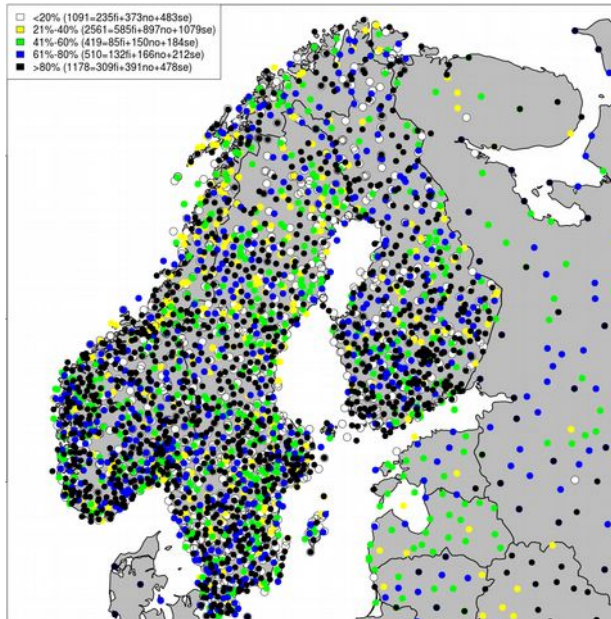 <20% (1091=235fi+373no+483se)
21%-40% (2561=585fi+897no+1079se)
41%-60% (419=85fi+150no+184se)
61%-80% (510=132fi+166no+212se)
>80% (1178=309fi+391no+478se)